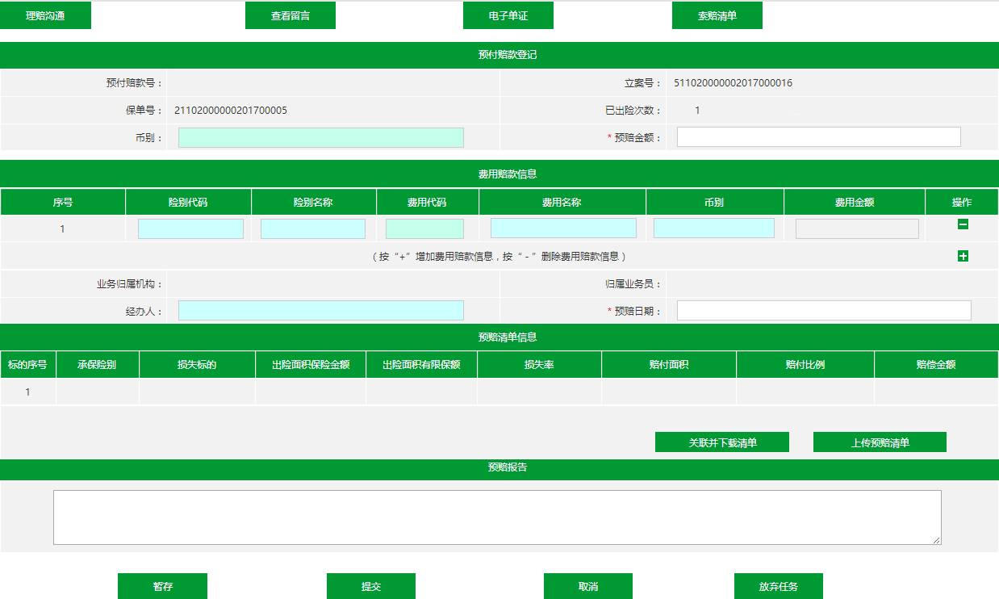 理赔沟通 查看留言 电子单证 索赔清单
预付赔款登记
预付赔款号： 立案号： 511020000002017000016
保单号： 21102000000201700005 已出险次数： 1
币别： * 预赔金额：
费用赔款信息
序号 险别代码 险别名称 费用代码 费用名称 币别 费用金额 操作
1
（按“+”增加费用赔款信息，按“ - ”删除费用赔款信息）
业务归属机构： 归属业务员：
经办人： * 预赔日期：
预赔清单信息
标的序号 承保险别 损失标的 出险面积保险金额 出险面积有限保额 损失率 赔付面积 赔付比例 赔偿金额
1
关联并下载清单 上传预赔清单
预赔报告
暂存 提交 取消 放弃任务